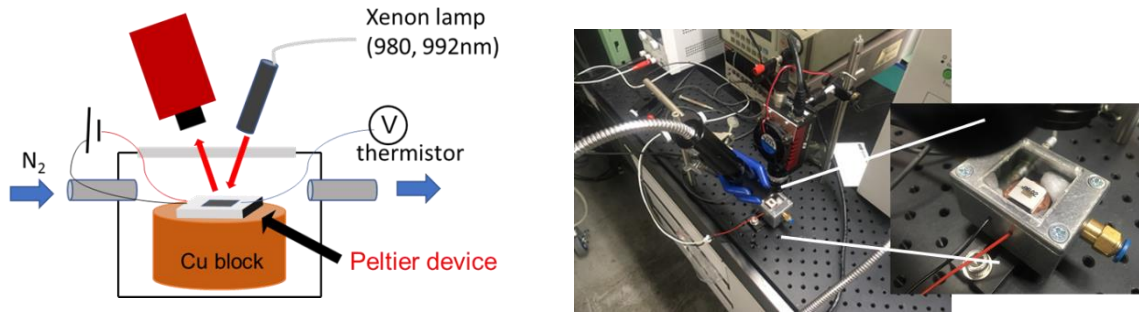 Xenon lamp
(980, 992nm)
V
thermistor
N₂
Cu block
Peltier device